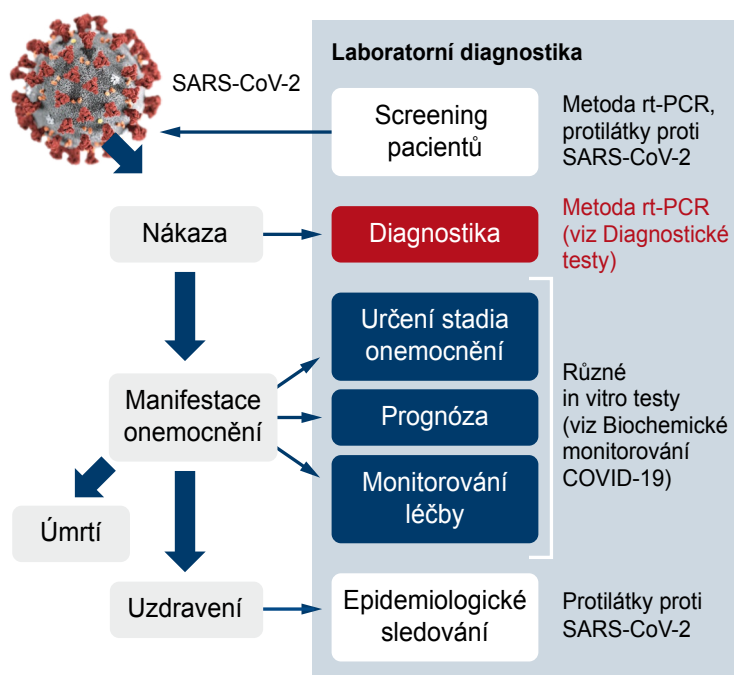 Laboratorní diagnostika
SARS-CoV-2
Screening
pacientů
Metoda rt-PCR,
protilátky proti
SARS-CoV-2
Nákaza
Diagnostika
Metoda rt-PCR
(viz Diagnostické
testy)
Určení stadia
onemocnění
Manifestace
onemocnění
Prognóza
Různé
in vitro testy
(viz Biochemické
monitorování
COVID-19)
Monitorování
léčby
Úmrtí
Uzdravení
Epidemiologické
sledování
Protilátky proti
SARS-CoV-2